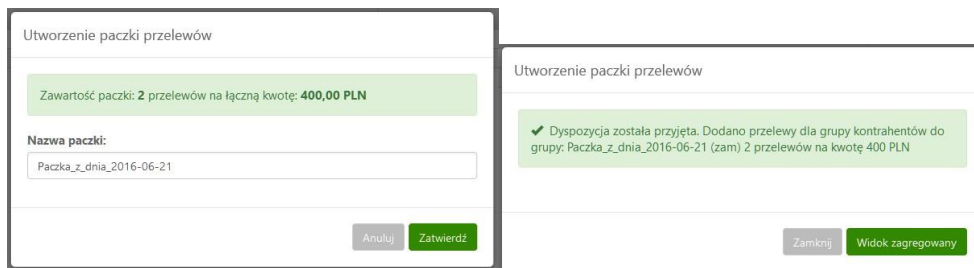 Utworzenie paczki przelewów
Zawartość paczki: 2 przelewów na łączną kwotę: 400,00 PLN
Nazwa paczki:
Paczka_z_dnia_2016-06-21
Anuluj Zatwierdź
Utworzenie paczki przelewów
✔ Dyspozycja została przyjęta. Dodano przelewy dla grupy kontrahentów do
grupy: Paczka_z_dnia_2016-06-21 (zam) 2 przelewów na kwotę 400 PLN
Zamknij Widok zagregowany